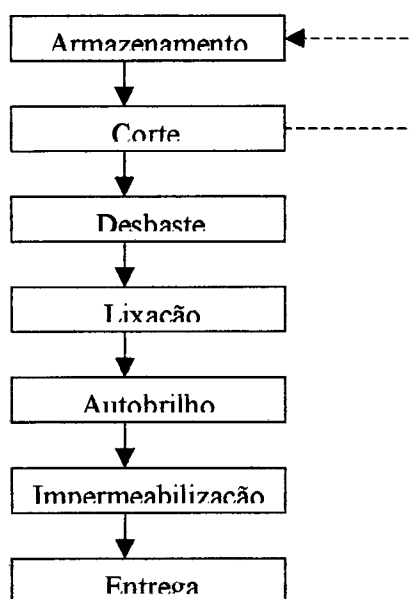 Armazenamento
Corte
Desbaste
Lixação
Autobrilho
Impermeabilização
Entrega